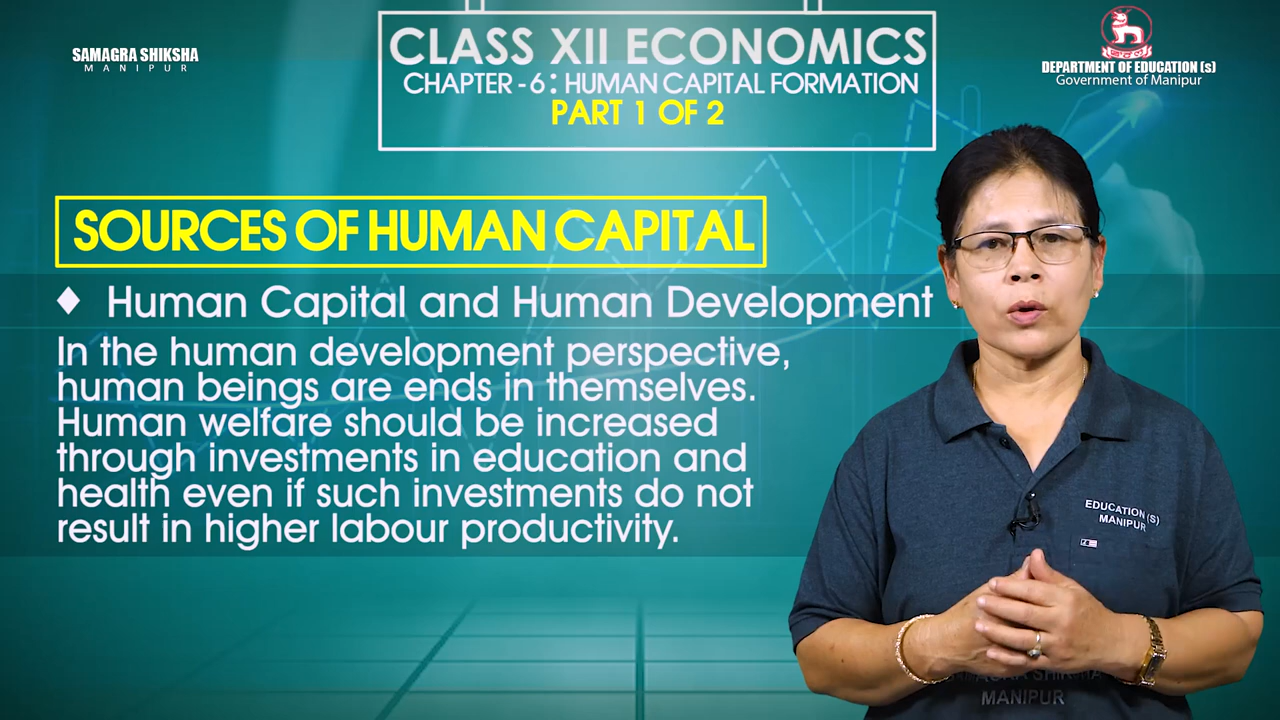 SAMAGRA SHIKSHA
MANIPUR
CLASS XII ECONOMICS
CHAPTER - 6 : HUMAN CAPITAL FORMATION
PART 1 OF 2
DEPARTMENT OF EDUCATION (S)
Government of Manipur
SOURCES OF HUMAN CAPITAL
♦ Human Capital and Human Development
In the human development perspective,
human beings are ends in themselves.
Human welfare should be increased
through investments in education and
health even if such investments do not
result in higher labour productivity.
EDUCATION (S)
MANIPUR
MANIPUR